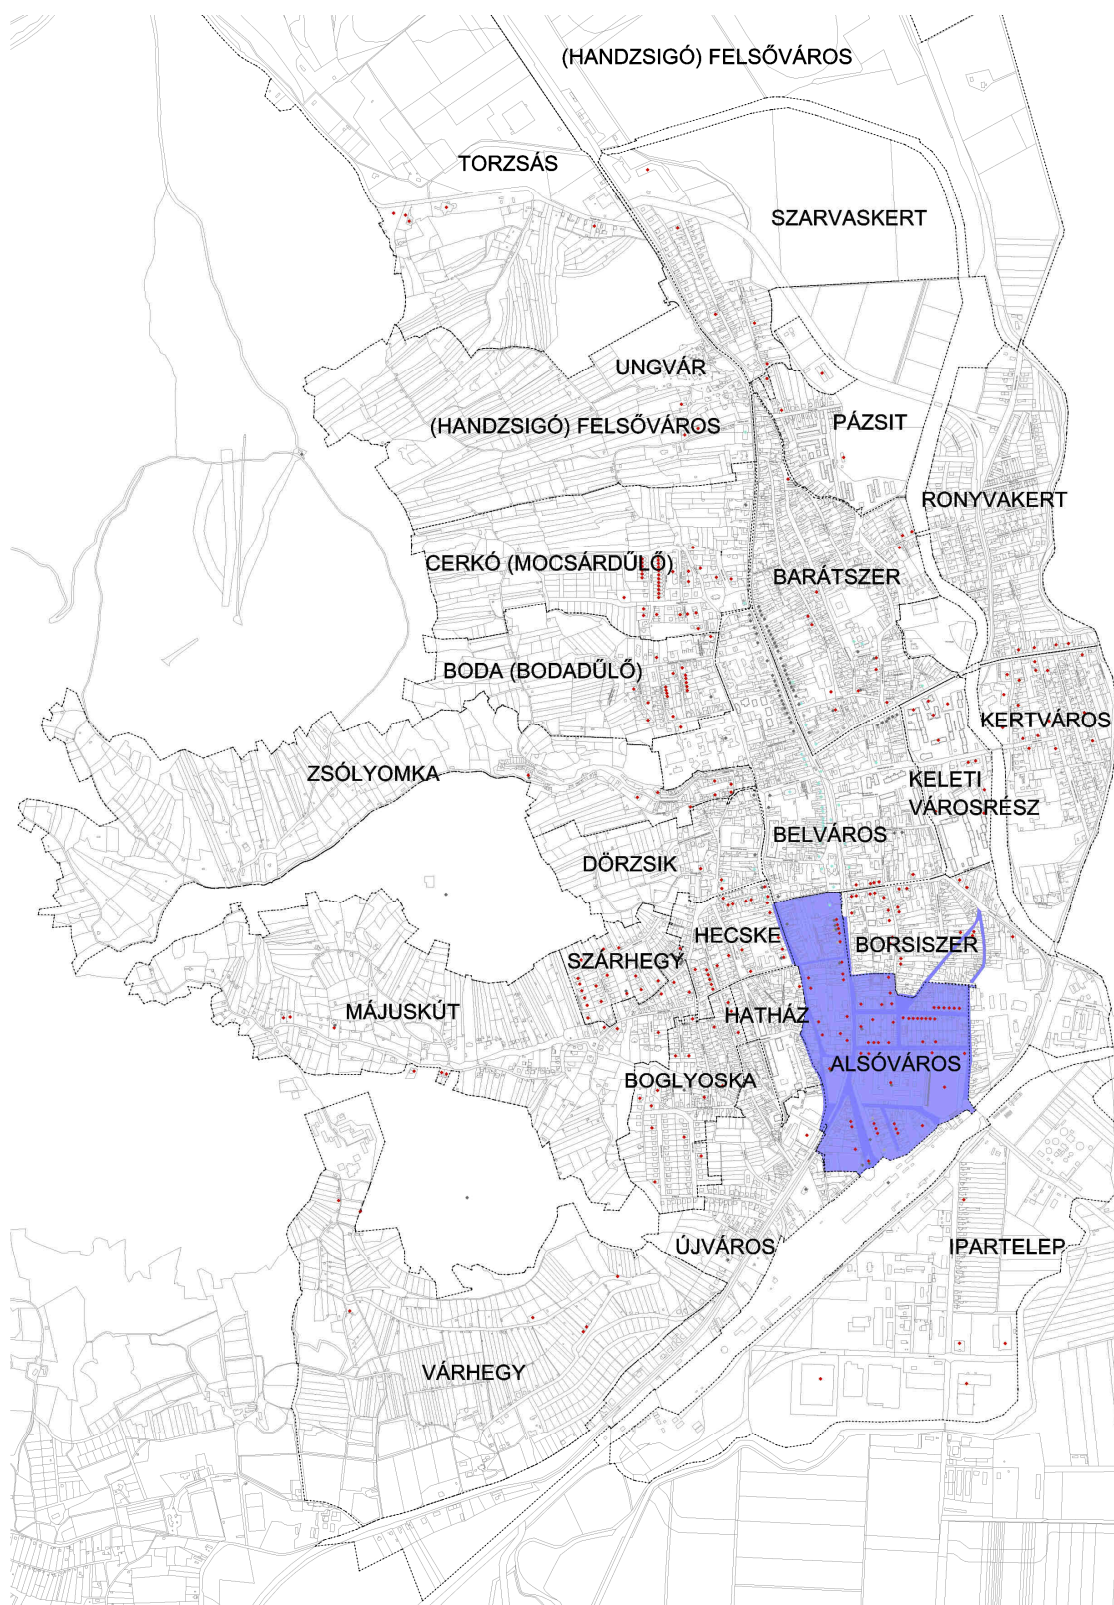 (HANDZSIGÓ) FELSŐVÁROS
TORZSÁS
SZARVASKERT
UNGVÁR
(HANDZSIGÓ) FELSŐVÁROS
PÁZSIT
RONYVAKERT
CERKÓ (MOCSÁRDŰLŐ)
BARÁTSZER
BODA (BODADŰLŐ)
KERTVÁROS
ZSÓLYOMKA
KELETI
VÁROSRÉSZ
BELVÁROS
DÖRZSIK
HECSKE
BORSISZER
SZÁRHEGY
MÁJUSKÚT
HATHÁZ
ALSÓVÁROS
BOGLYOSKA
ÚJVÁROS
IPARTELEP
VÁRHEGY